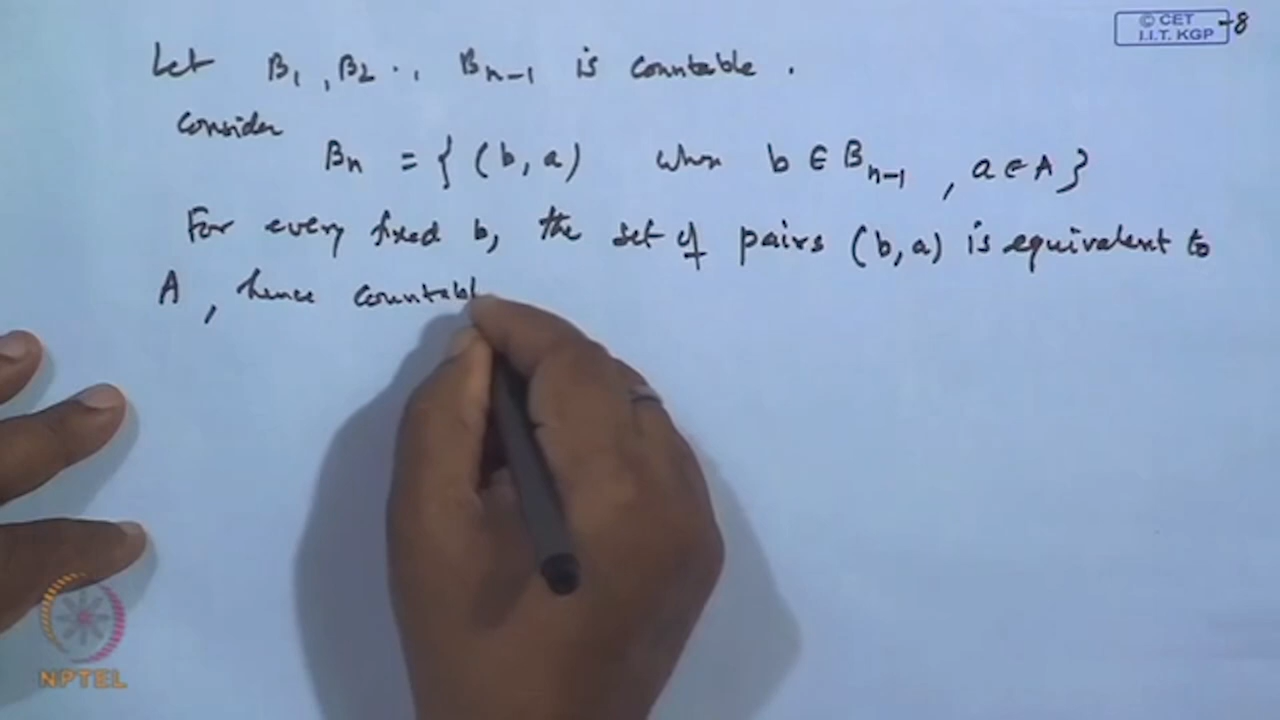 © CET
I.I.T. KGP
-8
Let B1, B2 .., Bn-1 is countable.
Consider
Bn = { (b, a) when b ∈ Bn-1, a ∈ A }
For every fixed b, the set of pairs (b, a) is equivalent to
A, hence countabl
NPTEL